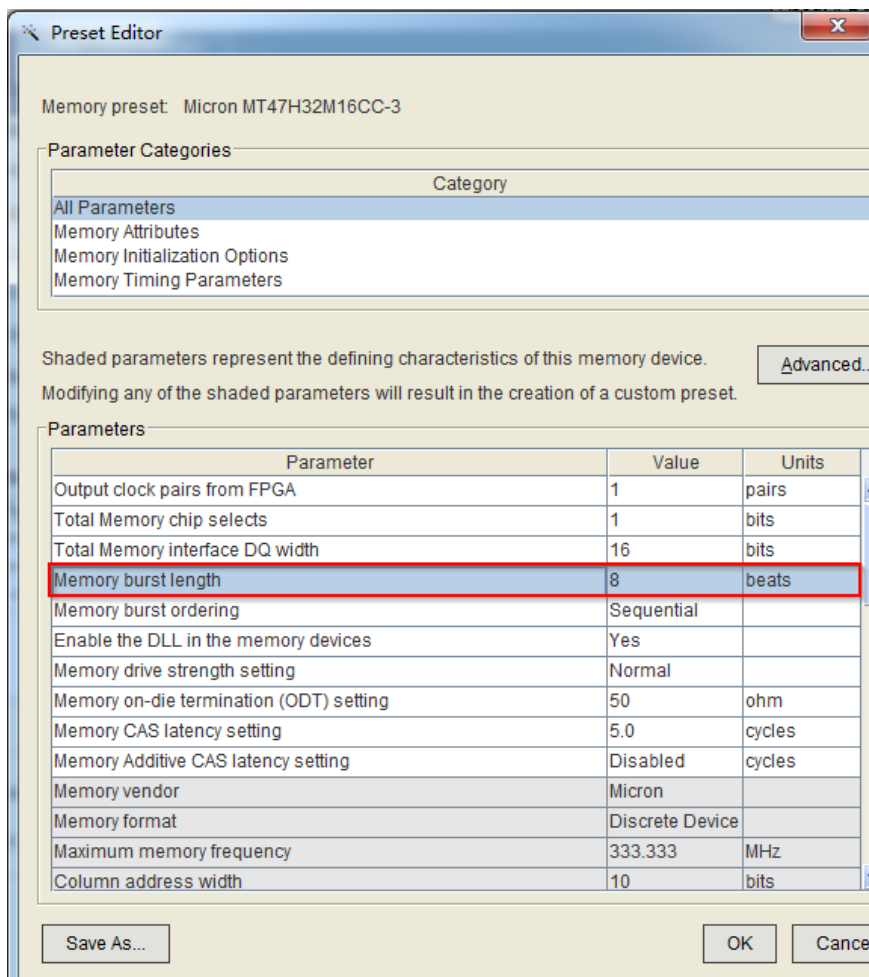 Preset Editor
Memory preset: Micron MT47H32M16CC-3
Parameter Categories
Category
All Parameters
Memory Attributes
Memory Initialization Options
Memory Timing Parameters
Shaded parameters represent the defining characteristics of this memory device.
Advanced..
Modifying any of the shaded parameters will result in the creation of a custom preset.
Parameters
Parameter Value Units
Output clock pairs from FPGA 1 pairs
Total Memory chip selects 1 bits
Total Memory interface DQ width 16 bits
Memory burst length 8 beats
Memory burst ordering Sequential
Enable the DLL in the memory devices Yes
Memory drive strength setting Normal
Memory on-die termination (ODT) setting 50 ohm
Memory CAS latency setting 5.0 cycles
Memory Additive CAS latency setting Disabled cycles
Memory vendor Micron
Memory format Discrete Device
Maximum memory frequency 333.333 MHz
Column address width 10 bits
Save As... OK Cance